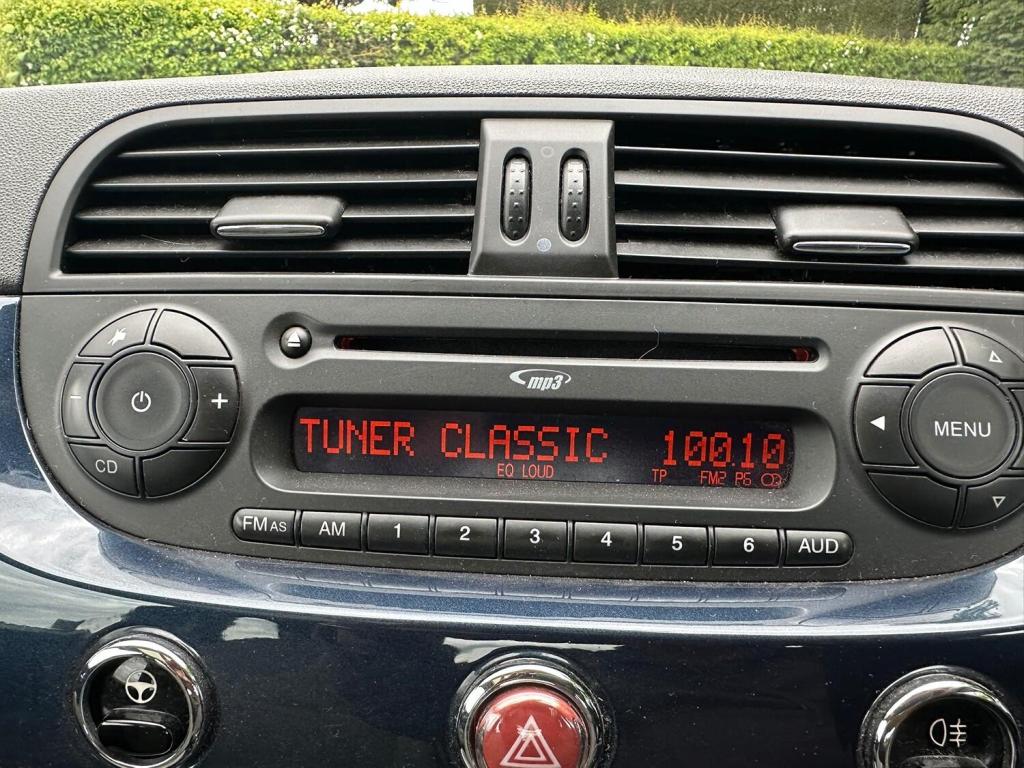 mp3
TUNER CLASSIC 100.10
EQ LOUD TP FM2 P6
CD
- +
MENU
FM AS AM 1 2 3 4 5 6 AUD